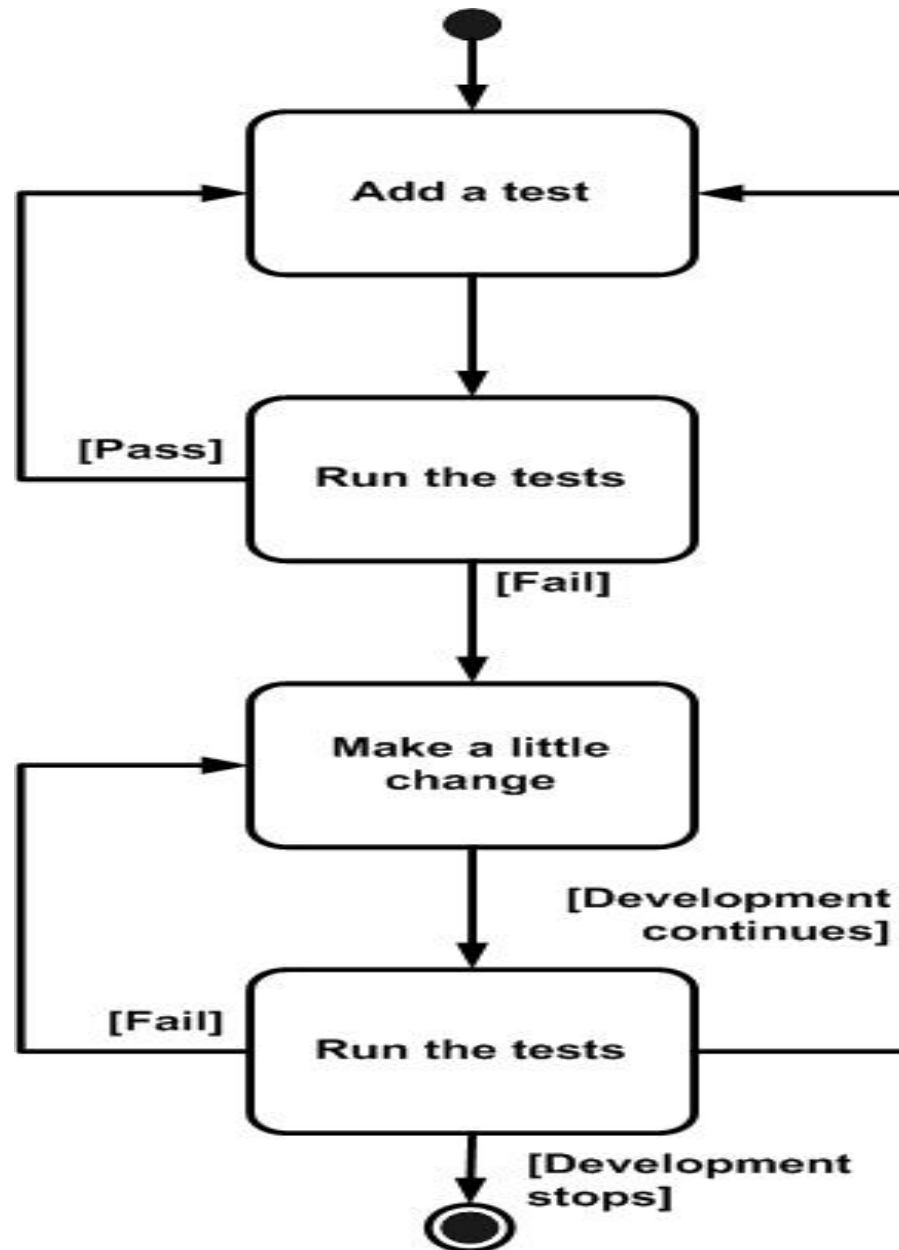 Add a test
[Pass]
Run the tests
[Fail]
Make a little
change
[Development
continues]
[Fail]
Run the tests
[Development
stops]